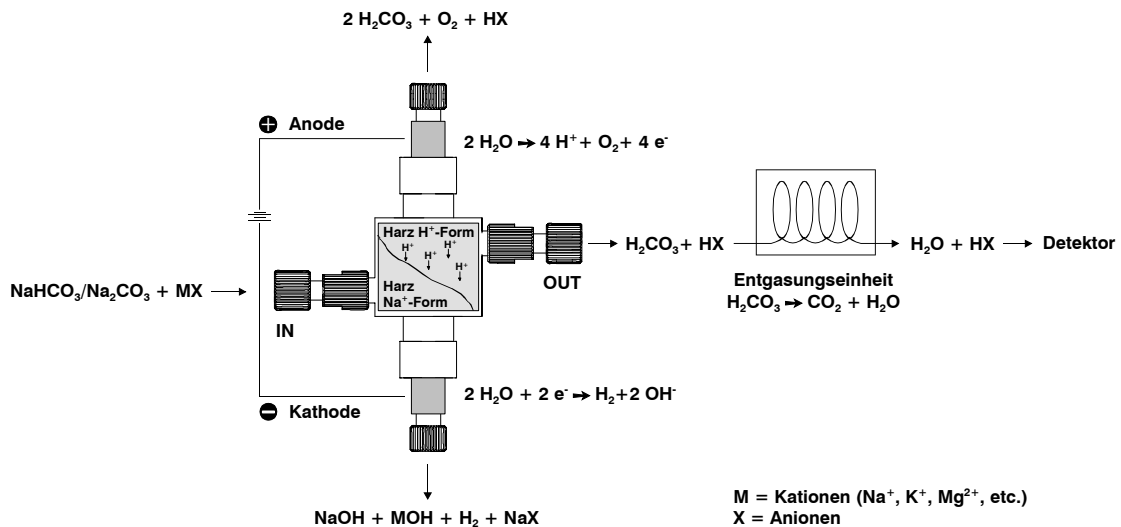 2 H₂CO₃ + O₂ + HX
+ Anode
2 H₂O → 4 H⁺ + O₂ + 4 e⁻
Harz H⁺-Form
H⁺ H⁺ H⁺ H⁺
Harz
Na⁺-Form
NaHCO₃/Na₂CO₃ + MX
IN
OUT
H₂CO₃ + HX
Entgasungseinheit
H₂CO₃ → CO₂ + H₂O
H₂O + HX
Detektor
2 H₂O + 2 e⁻ → H₂+2 OH⁻
− Kathode
NaOH + MOH + H₂ + NaX
M = Kationen (Na⁺, K⁺, Mg²⁺, etc.)
X = Anionen